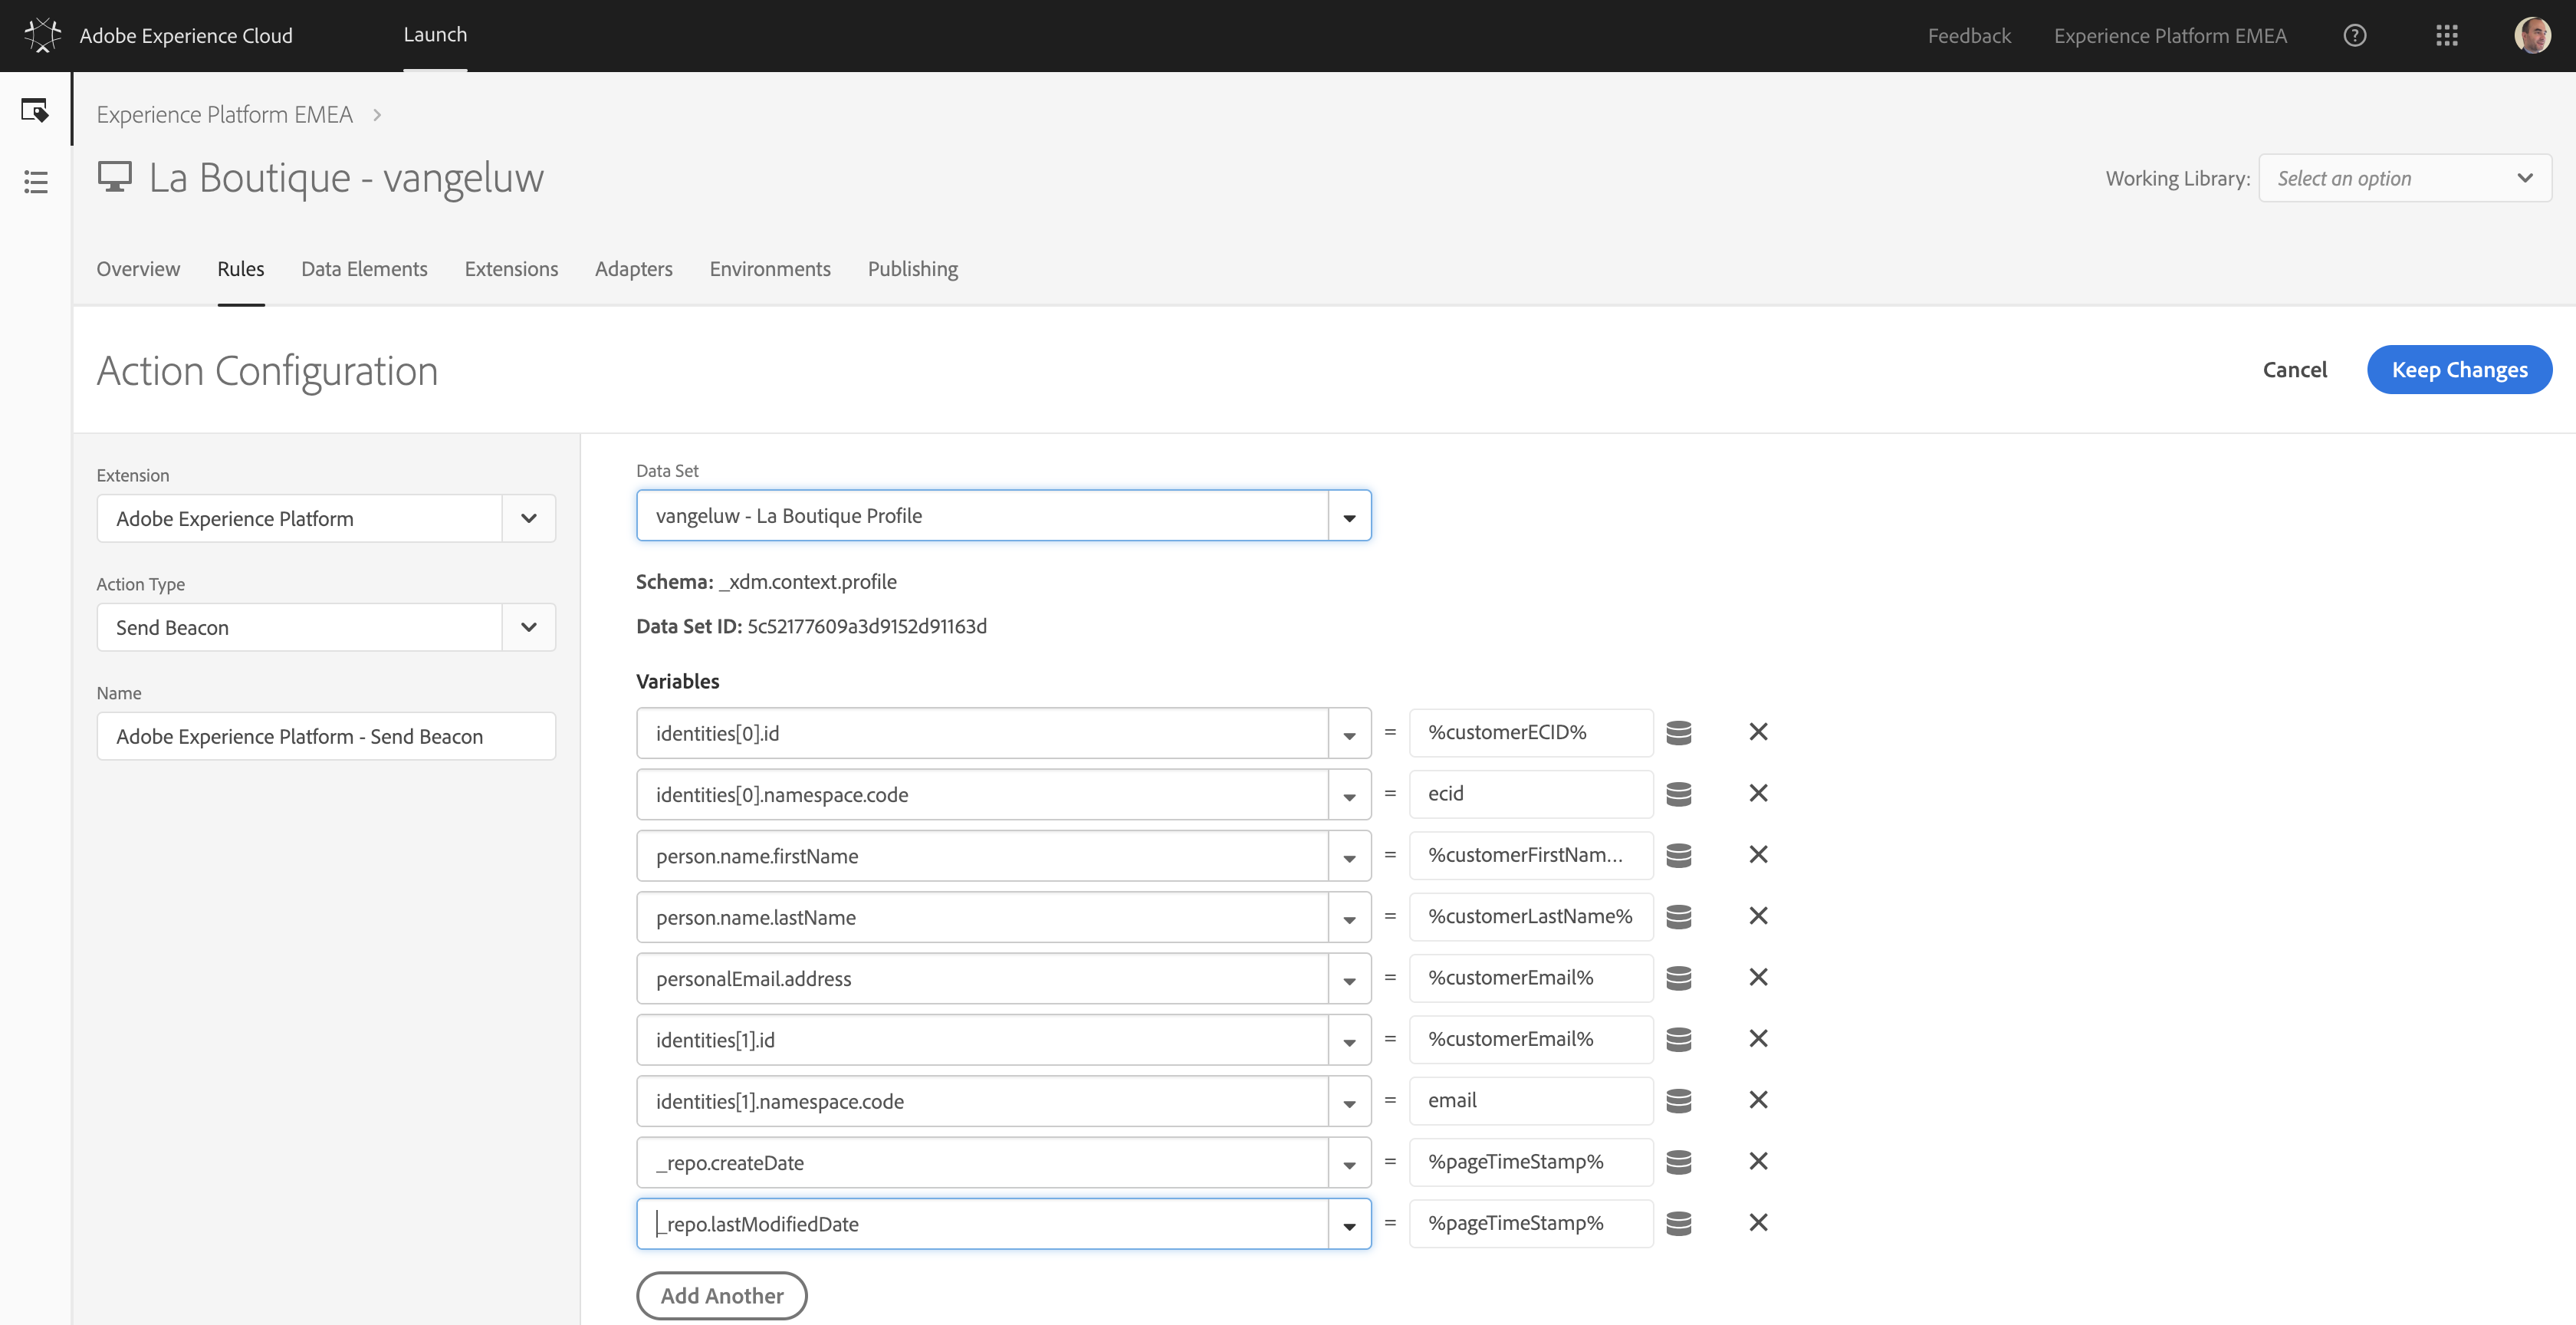 Adobe Experience Cloud
Launch
Feedback
Experience Platform EMEA
Experience Platform EMEA
La Boutique - vangeluw
Working Library:
Select an option
Overview
Rules
Data Elements
Extensions
Adapters
Environments
Publishing
Action Configuration
Cancel
Keep Changes
Extension
Adobe Experience Platform
Action Type
Send Beacon
Name
Adobe Experience Platform - Send Beacon
Data Set
vangeluw - La Boutique Profile
Schema: _xdm.context.profile
Data Set ID: 5c52177609a3d9152d91163d
Variables
identities[0].id = %customerECID%
identities[0].namespace.code = ecid
person.name.firstName = %customerFirstNam...
person.name.lastName = %customerLastName%
personalEmail.address = %customerEmail%
identities[1].id = %customerEmail%
identities[1].namespace.code = email
_repo.createDate = %pageTimeStamp%
_repo.lastModifiedDate = %pageTimeStamp%
Add Another